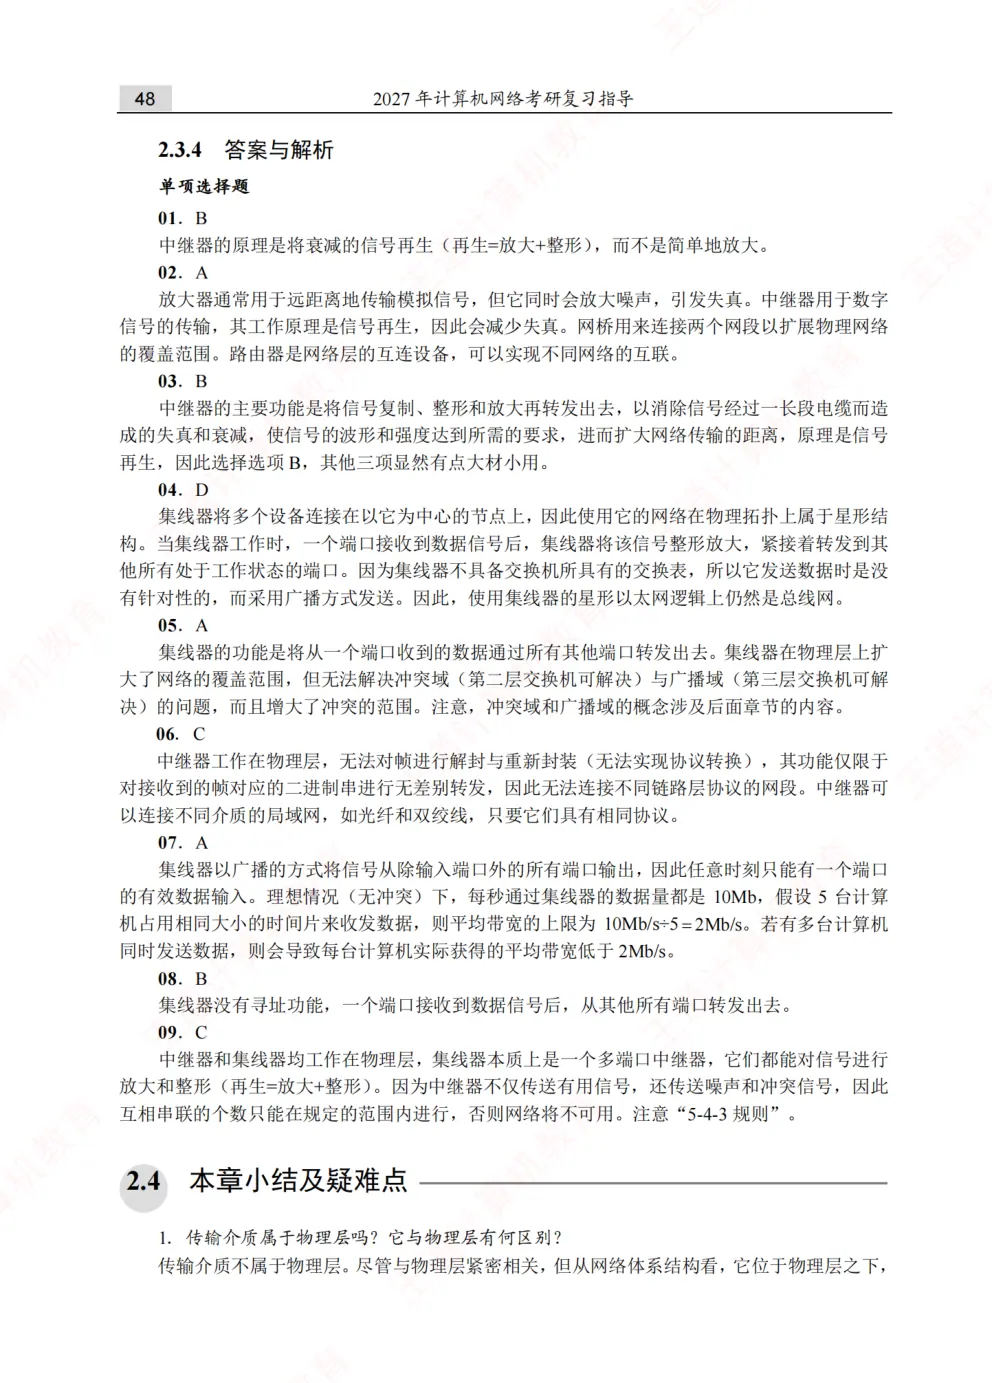 48
2027 年计算机网络考研复习指导
2.3.4 答案与解析
单项选择题
01. B
中继器的原理是将衰减的信号再生（再生=放大+整形），而不是简单地放大。
02. A
放大器通常用于远距离地传输模拟信号，但它同时会放大噪声，引发失真。中继器用于数字
信号的传输，其工作原理是信号再生，因此会减少失真。网桥用来连接两个网段以扩展物理网络
的覆盖范围。路由器是网络层的互连设备，可以实现不同网络的互联。
03. B
中继器的主要功能是将信号复制、整形和放大再转发出去，以消除信号经过一长段电缆而造
成的失真和衰减，使信号的波形和强度达到所需的要求，进而扩大网络传输的距离，原理是信号
再生，因此选择选项 B，其他三项显然有点大材小用。
04. D
集线器将多个设备连接在以它为中心的节点上，因此使用它的网络在物理拓扑上属于星形结
构。当集线器工作时，一个端口接收到数据信号后，集线器将该信号整形放大，紧接着转发到其
他所有处于工作状态的端口。因为集线器不具备交换机所具有的交换表，所以它发送数据时是没
有针对性的，而采用广播方式发送。因此，使用集线器的星形以太网逻辑上仍然是总线网。
05. A
集线器的功能是将从一个端口收到的数据通过所有其他端口转发出去。集线器在物理层上扩
大了网络的覆盖范围，但无法解决冲突域（第二层交换机可解决）与广播域（第三层交换机可解
决）的问题，而且增大了冲突的范围。注意，冲突域和广播域的概念涉及后面章节的内容。
06. C
中继器工作在物理层，无法对帧进行解封与重新封装（无法实现协议转换），其功能仅限于
对接收到的帧对应的二进制串进行无差别转发，因此无法连接不同链路层协议的网段。中继器可
以连接不同介质的局域网，如光纤和双绞线，只要它们具有相同协议。
07. A
集线器以广播的方式将信号从除输入端口外的所有端口输出，因此任意时刻只能有一个端口
的有效数据输入。理想情况（无冲突）下，每秒通过集线器的数据量都是 10Mb，假设 5 台计算
机占用相同大小的时间片来收发数据，则平均带宽的上限为 10Mb/s÷5＝2Mb/s。若有多台计算机
同时发送数据，则会导致每台计算机实际获得的平均带宽低于 2Mb/s。
08. B
集线器没有寻址功能，一个端口接收到数据信号后，从其他所有端口转发出去。
09. C
中继器和集线器均工作在物理层，集线器本质上是一个多端口中继器，它们都能对信号进行
放大和整形（再生=放大+整形）。因为中继器不仅传送有用信号，还传送噪声和冲突信号，因此
互相串联的个数只能在规定的范围内进行，否则网络将不可用。注意“5-4-3 规则”。
2.4 本章小结及疑难点
1. 传输介质属于物理层吗？它与物理层有何区别？
传输介质不属于物理层。尽管与物理层紧密相关，但从网络体系结构看，它位于物理层之下，